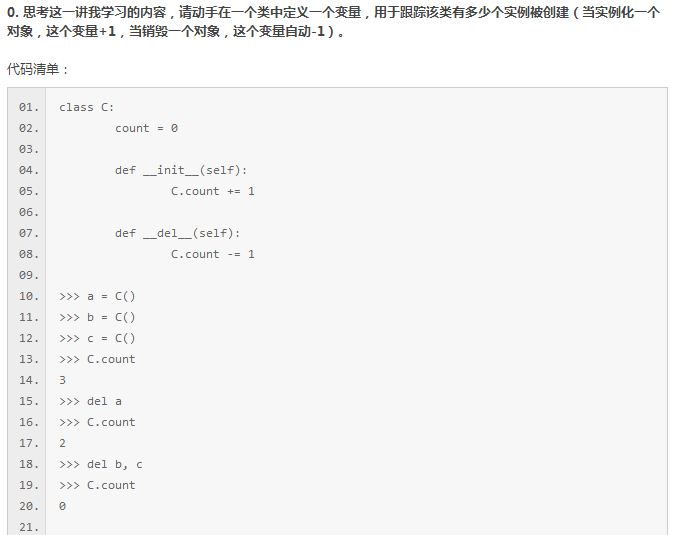 0. 思考这一讲我学习的内容，请动手在一个类中定义一个变量，用于跟踪该类有多少个实例被创建（当实例化一个
对象，这个变量+1，当销毁一个对象，这个变量自动-1）。
代码清单：
01. class C:
02. count = 0
03.
04. def __init__(self):
05. C.count += 1
06.
07. def __del__(self):
08. C.count -= 1
09.
10. >>> a = C()
11. >>> b = C()
12. >>> c = C()
13. >>> C.count
14. 3
15. >>> del a
16. >>> C.count
17. 2
18. >>> del b, c
19. >>> C.count
20. 0
21.